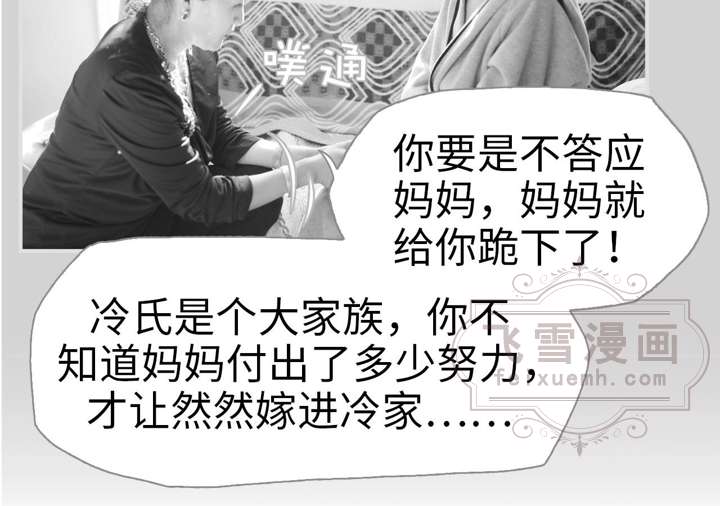 噗通
你要是不答应
妈妈，妈妈就
给你跪下了！
冷氏是个大家族，你不
知道妈妈付出了多少努力，
才让然然嫁进冷家……
飞雪漫画
feixuemh.com